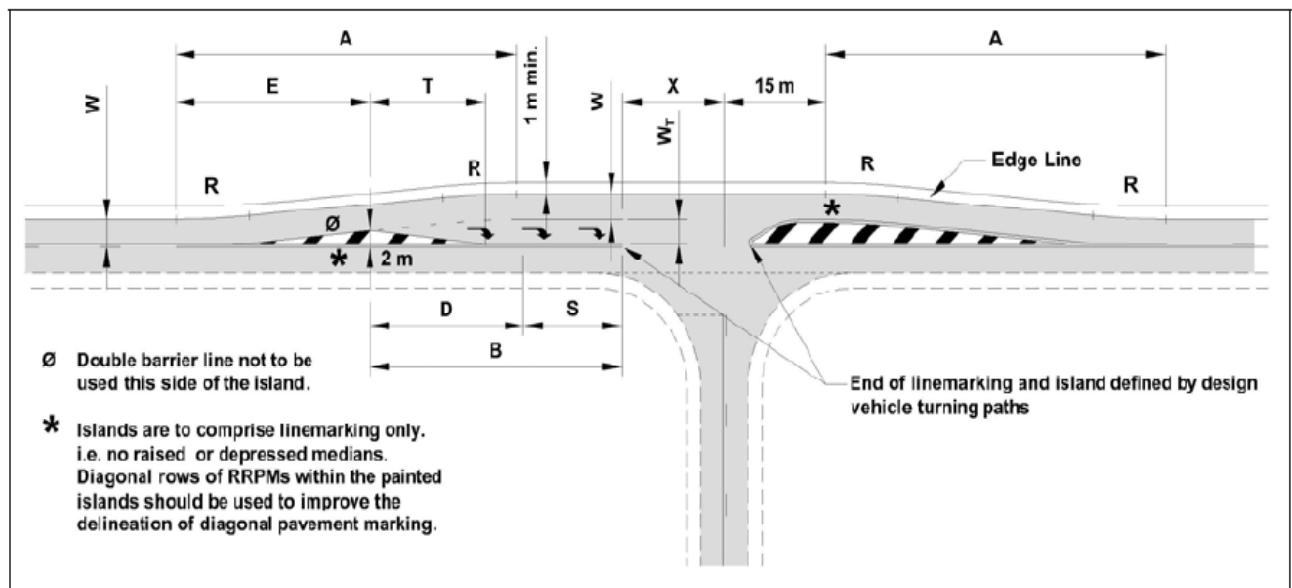 A
A
E
T
1 m min.
W
X
15 m
W
W_T
R
R
R
Edge Line
R
*
Ø
*
2 m
D
S
B
Ø Double barrier line not to be
used this side of the island.
* Islands are to comprise linemarking only.
i.e. no raised or depressed medians.
Diagonal rows of RRPMs within the painted
islands should be used to improve the
delineation of diagonal pavement marking.
End of linemarking and island defined by design
vehicle turning paths